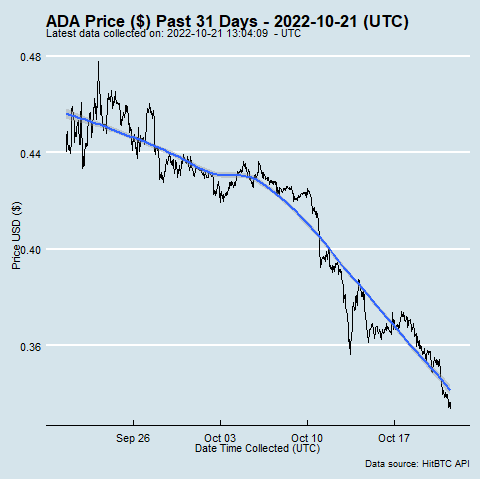 ADA Price ($) Past 31 Days - 2022-10-21 (UTC)
Latest data collected on: 2022-10-21 13:04:09  - UTC
0.48
0.44
0.40
0.36
Price USD ($)
Sep 26
Oct 03
Oct 10
Oct 17
Date Time Collected (UTC)
Data source: HitBTC API